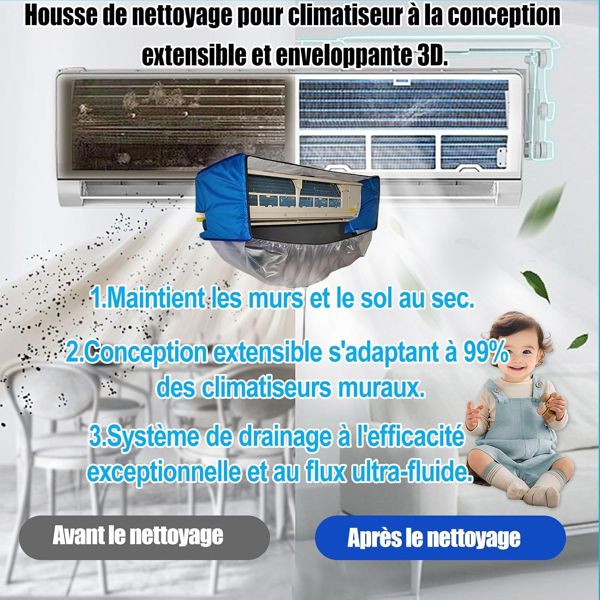 Housse de nettoyage pour climatiseur à la conception
extensible et enveloppante 3D.
1.Maintient les murs et le sol au sec.
2.Conception extensible s'adaptant à 99%
des climatiseurs muraux.
3.Système de drainage à l'efficacité
exceptionnelle et au flux ultra-fluide.
Avant le nettoyage
Après le nettoyage